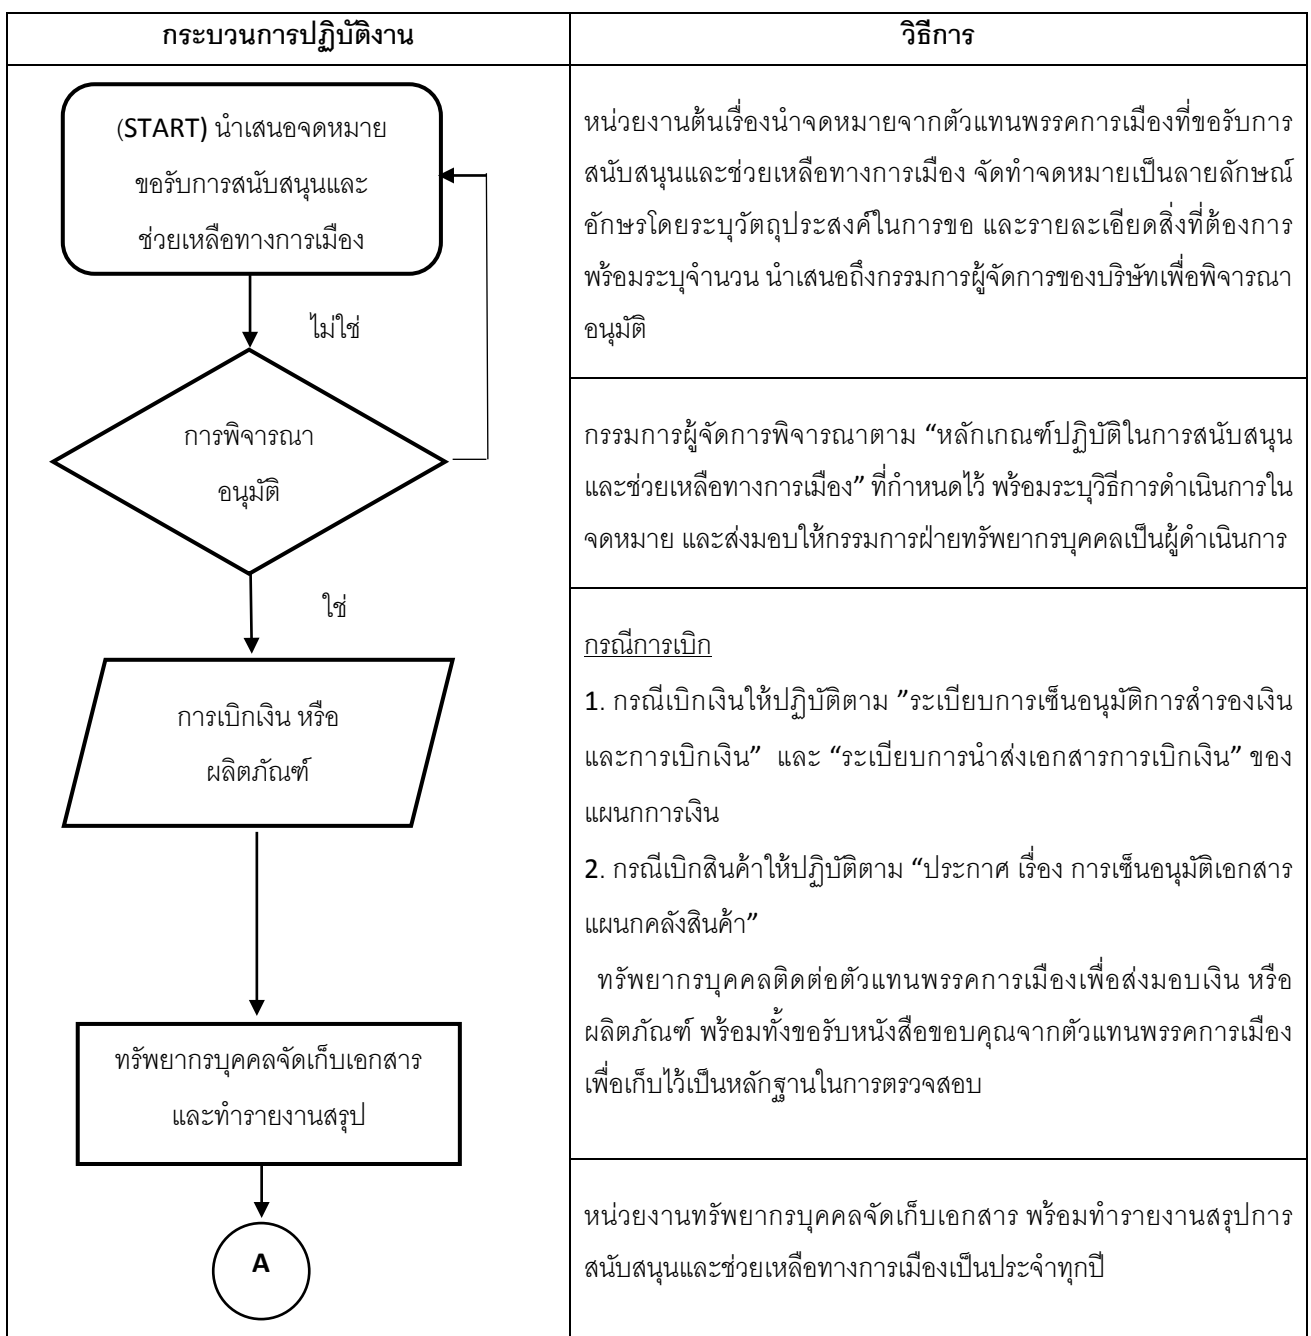 กระบวนการปฏิบัติงาน
วิธีการ
(START) นำเสนอจดหมาย
ขอรับการสนับสนุนและ
ช่วยเหลือทางการเมือง
หน่วยงานต้นเรื่องนำจดหมายจากตัวแทนพรรคการเมืองที่ขอรับการ
สนับสนุนและช่วยเหลือทางการเมือง จัดทำจดหมายเป็นลายลักษณ์
อักษรโดยระบุวัตถุประสงค์ในการขอ และรายละเอียดสิ่งที่ต้องการ
พร้อมระบุจำนวน นำเสนอถึงกรรมการผู้จัดการของบริษัทเพื่อพิจารณา
อนุมัติ
ไม่ใช่
การพิจารณา
อนุมัติ
กรรมการผู้จัดการพิจารณาตาม “หลักเกณฑ์ปฏิบัติในการสนับสนุน
และช่วยเหลือทางการเมือง” ที่กำหนดไว้ พร้อมระบุวิธีการดำเนินการใน
จดหมาย และส่งมอบให้กรรมการฝ่ายทรัพยากรบุคคลเป็นผู้ดำเนินการ
ใช่
การเบิกเงิน หรือ
ผลิตภัณฑ์
กรณีการเบิก
1. กรณีเบิกเงินให้ปฏิบัติตาม ”ระเบียบการเซ็นอนุมัติการสำรองเงิน
และการเบิกเงิน” และ “ระเบียบการนำส่งเอกสารการเบิกเงิน” ของ
แผนกการเงิน
2. กรณีเบิกสินค้าให้ปฏิบัติตาม “ประกาศ เรื่อง การเซ็นอนุมัติเอกสาร
แผนกคลังสินค้า”
ทรัพยากรบุคคลติดต่อตัวแทนพรรคการเมืองเพื่อส่งมอบเงิน หรือ
ผลิตภัณฑ์ พร้อมทั้งขอรับหนังสือขอบคุณจากตัวแทนพรรคการเมือง
เพื่อเก็บไว้เป็นหลักฐานในการตรวจสอบ
ทรัพยากรบุคคลจัดเก็บเอกสาร
และทำรายงานสรุป
หน่วยงานทรัพยากรบุคคลจัดเก็บเอกสาร พร้อมทำรายงานสรุปการ
สนับสนุนและช่วยเหลือทางการเมืองเป็นประจำทุกปี
A